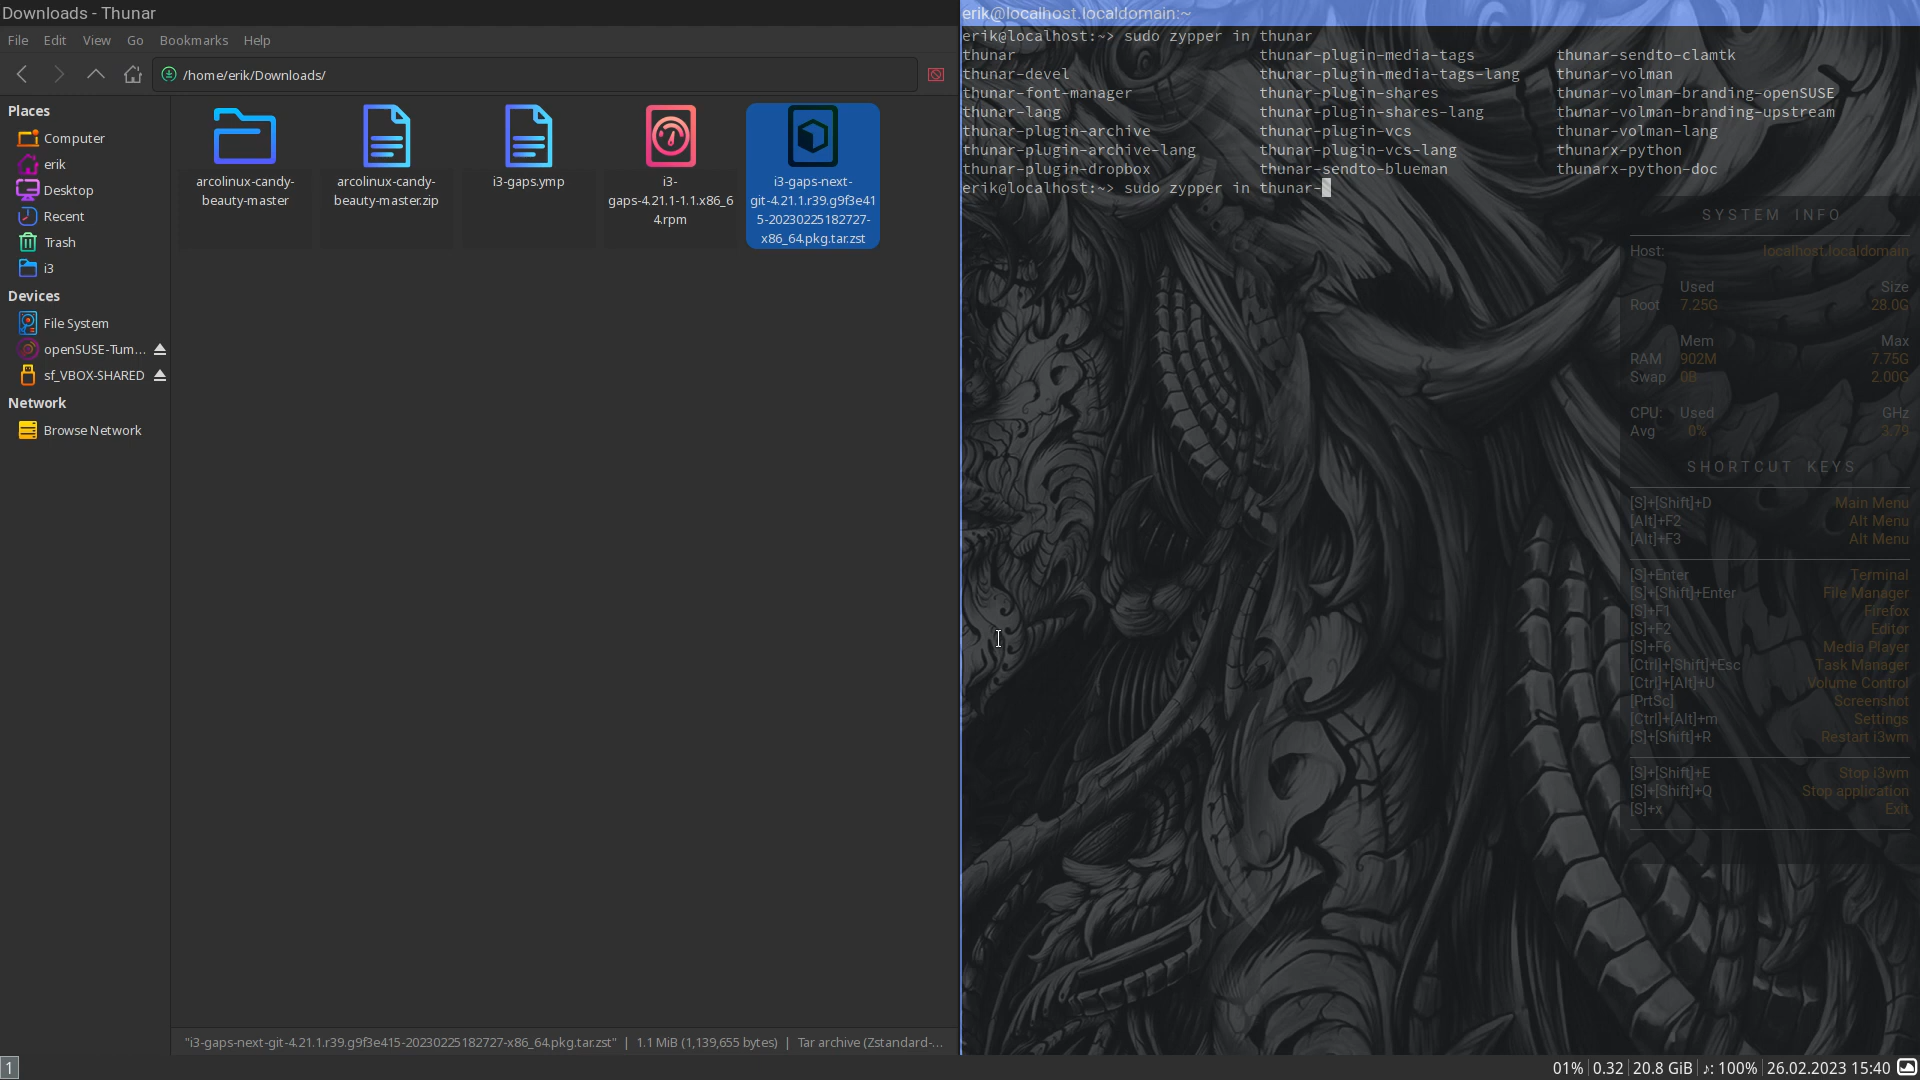 Downloads - Thunar
File Edit View Go Bookmarks Help
/home/erik/Downloads/
Places
Computer
erik
Desktop
Recent
Trash
i3
Devices
File System
openSUSE-Tum...
sf_VBOX-SHARED
Network
Browse Network
arcolinux-candy-
beauty-master
arcolinux-candy-
beauty-master.zip
i3-gaps.ymp
i3-
gaps-4.21.1-1.1.x86_6
4.rpm
i3-gaps-next-
git-4.21.1.r39.g9f3e41
5-20230225182727-
x86_64.pkg.tar.zst
"i3-gaps-next-git-4.21.1.r39.g9f3e415-20230225182727-x86_64.pkg.tar.zst" | 1.1 MiB (1,139,655 bytes) | Tar archive (Zstandard-...
erik@localhost.localdomain:~
erik@localhost:~> sudo zypper in thunar
thunar thunar-plugin-media-tags thunar-sendto-clamtk
thunar-devel thunar-plugin-media-tags-lang thunar-volman
thunar-font-manager thunar-plugin-shares thunar-volman-branding-openSUSE
thunar-lang thunar-plugin-shares-lang thunar-volman-branding-upstream
thunar-plugin-archive thunar-plugin-vcs thunar-volman-lang
thunar-plugin-archive-lang thunar-plugin-vcs-lang thunarx-python
thunar-plugin-dropbox thunar-sendto-blueman thunarx-python-doc
erik@localhost:~> sudo zypper in thunar-
SYSTEM INFO
Host: localhost.localdomain
Used Size
Root 7.25G 28.0G
Mem Max
RAM 902M 7.75G
Swap 0B 2.00G
CPU: Used GHz
Avg 0% 3.79
SHORTCUT KEYS
[S]+[Shift]+D Main Menu
[Alt]+F2 Alt Menu
[Alt]+F3 Alt Menu
[S]+Enter Terminal
[S]+[Shift]+Enter File Manager
[S]+F1 Firefox
[S]+F2 Editor
[S]+F6 Media Player
[Ctrl]+[Shift]+Esc Task Manager
[Ctrl]+[Alt]+U Volume Control
[PrtSc] Screenshot
[Ctrl]+[Alt]+m Settings
[S]+[Shift]+R Restart i3wm
[S]+[Shift]+E Stop i3wm
[S]+[Shift]+Q Stop application
[S]+x Exit
1
01% 0.32 20.8 GiB ♪: 100% 26.02.2023 15:40